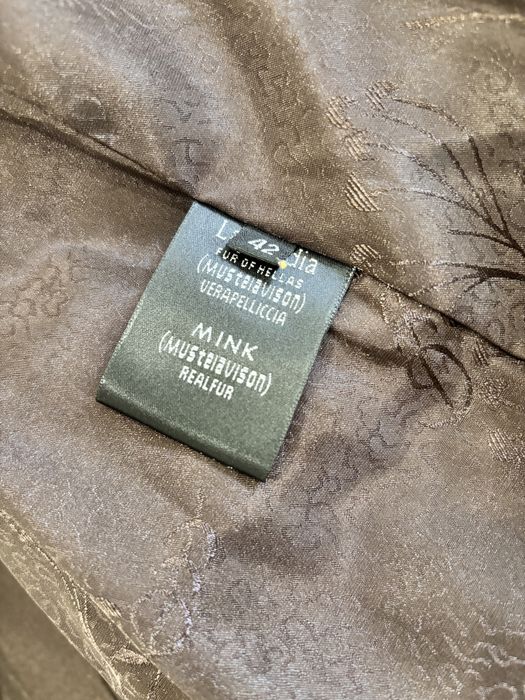 42
FUR OF HELLAS
(Mustelavison)
VERAPELLICCIA
MINK
(Mustelavison)
REALFUR